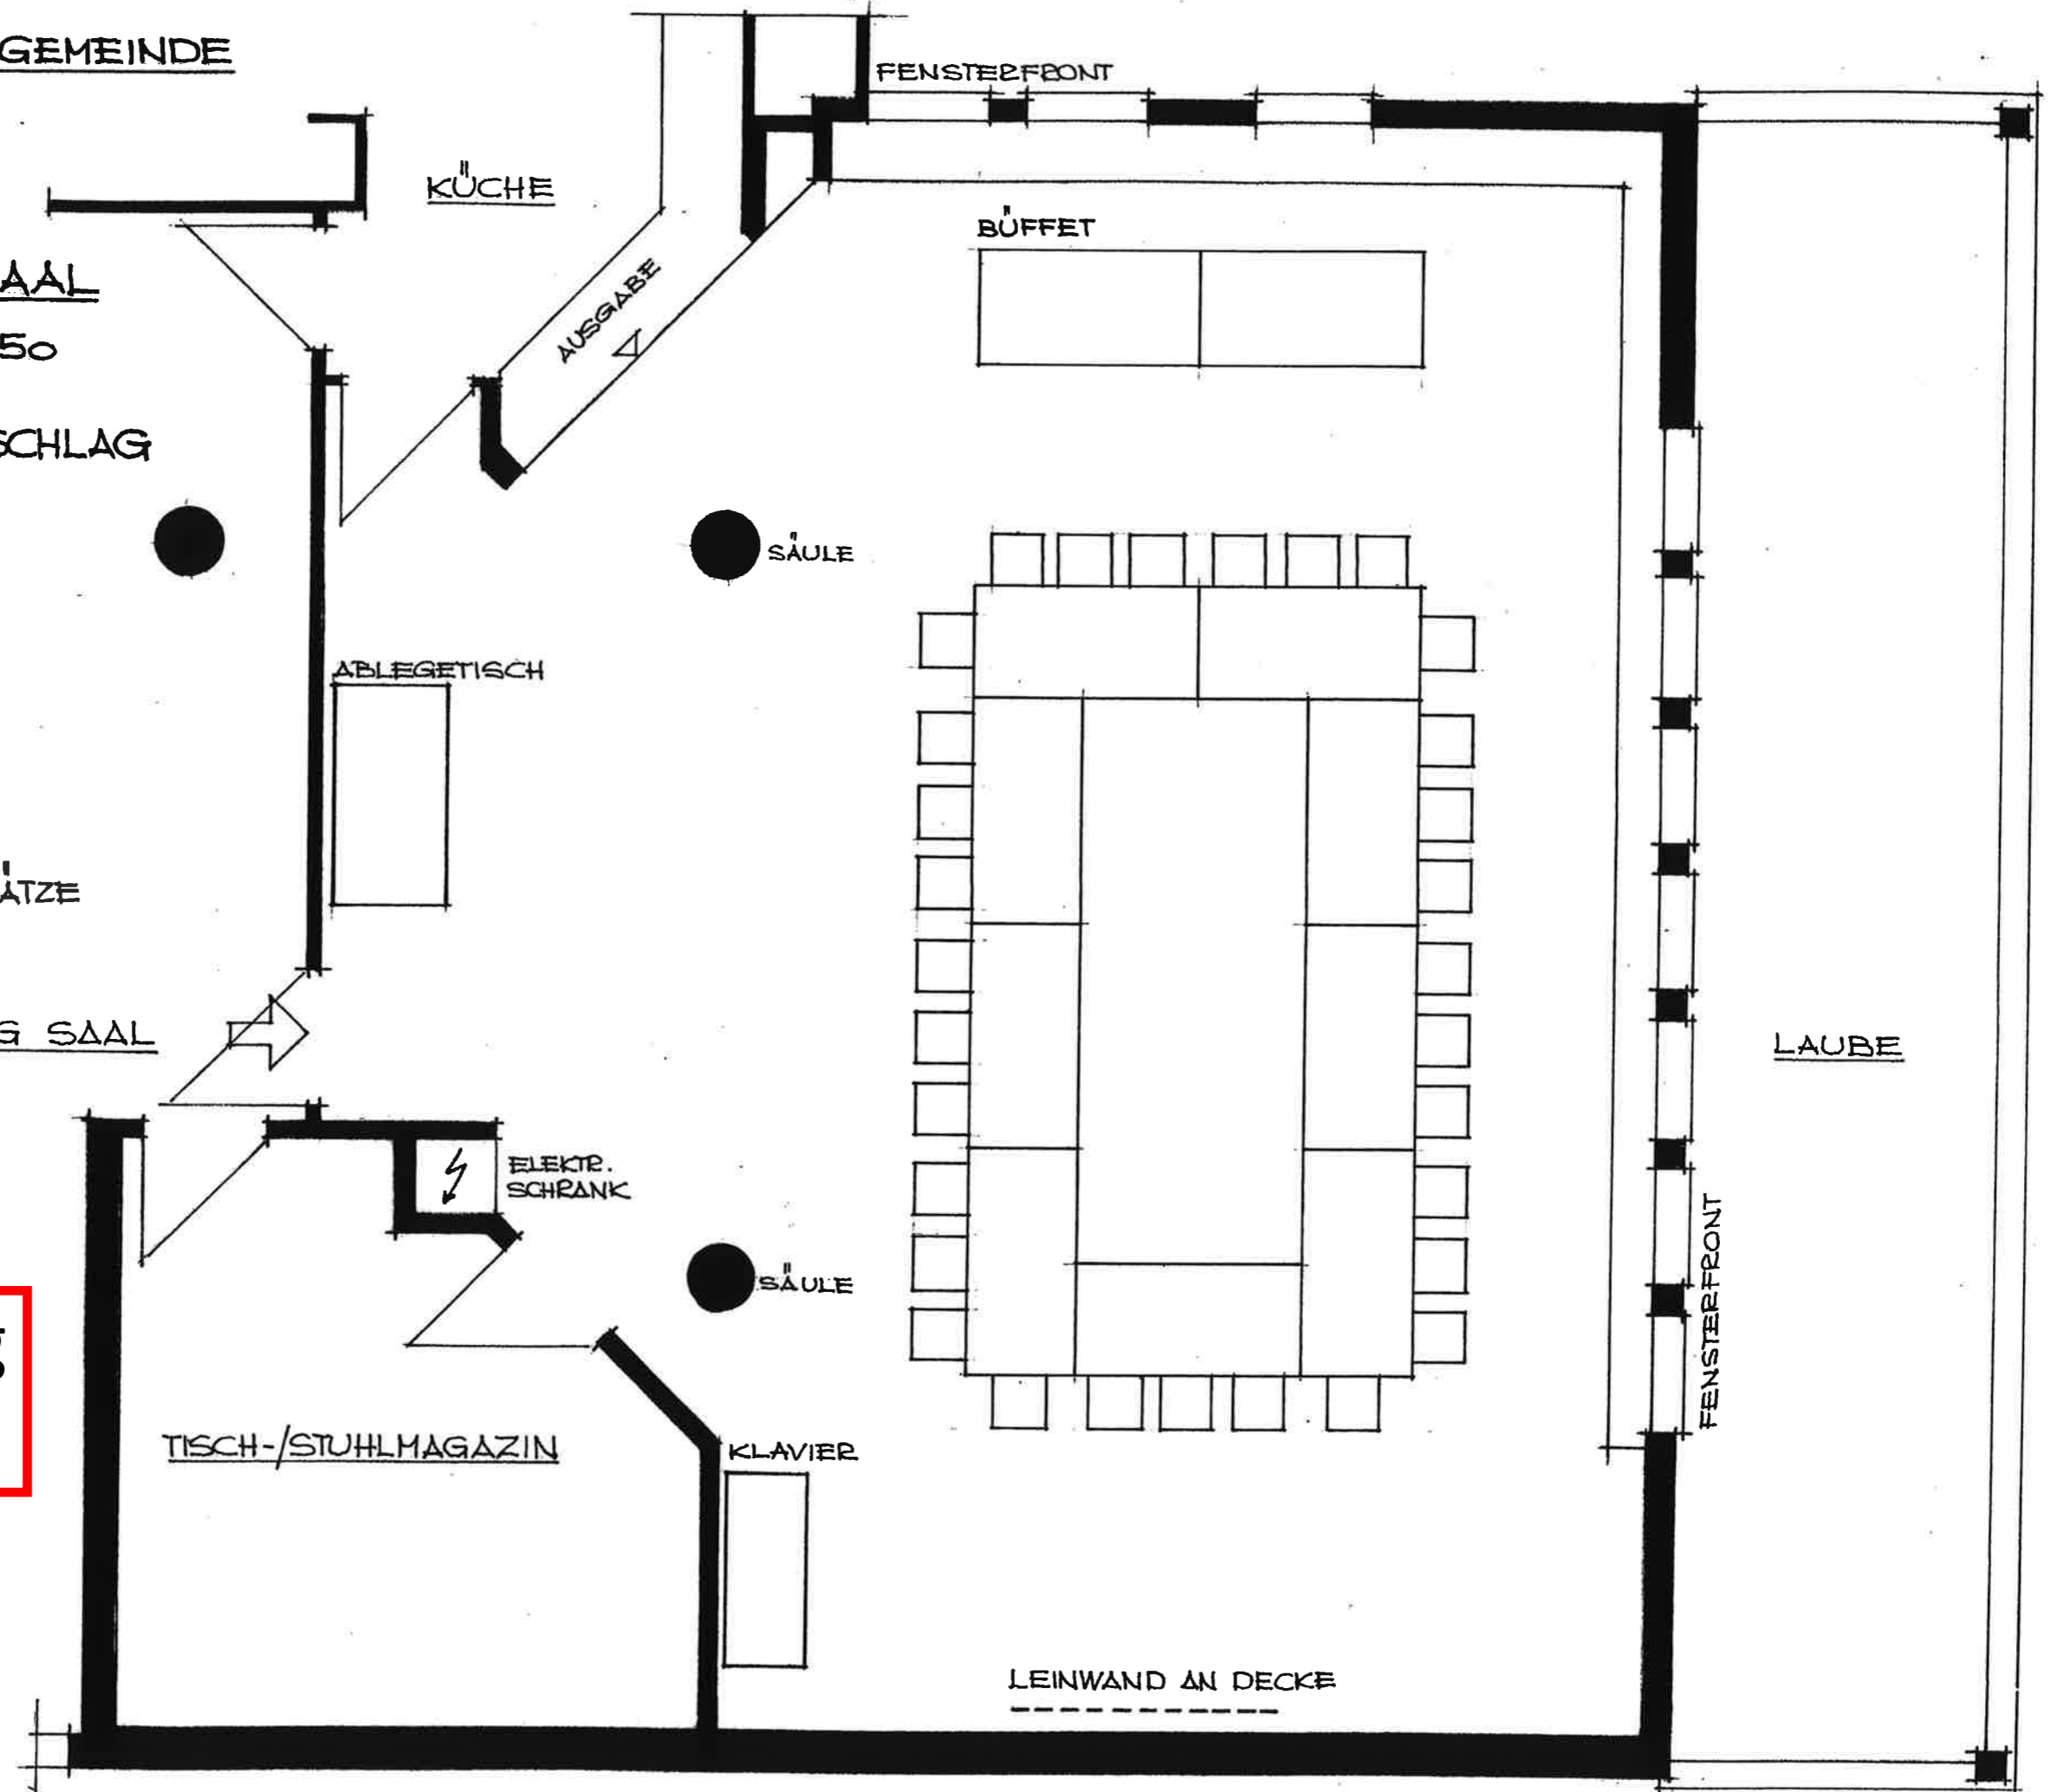 GEMEINDE
FENSTERFRONT
KÜCHE
BÜFFET
AAL
50
AUSGABE
SCHLAG
SÄULE
ABLEGETISCH
ÄTZE
G SAAL
LAUBE
ELEKTR.
SCHRANK
FENSTERFRONT
SÄULE
TISCH-/STUHLMAGAZIN
KLAVIER
LEINWAND AN DECKE